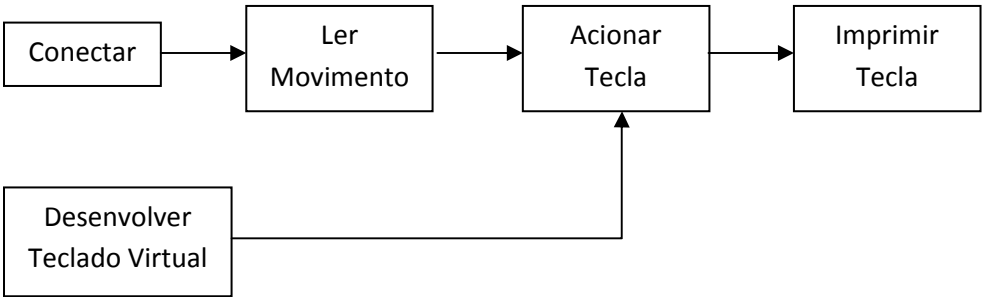 Conectar
Ler
Movimento
Acionar
Tecla
Imprimir
Tecla
Desenvolver
Teclado Virtual